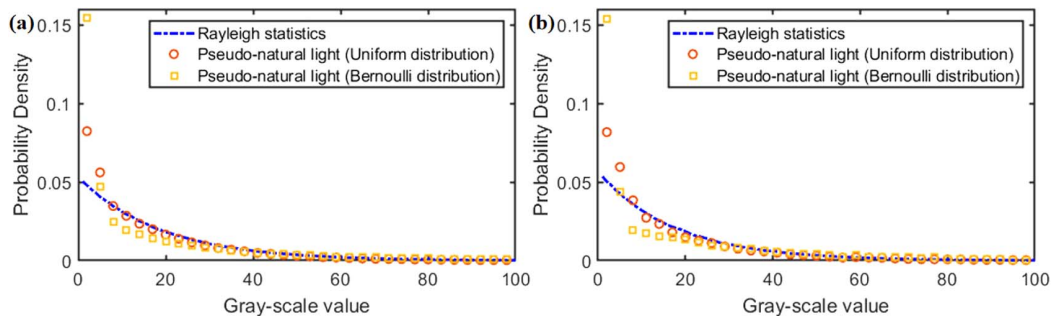 (a)
0.15
0.1
0.05
0
Probability Density
Rayleigh statistics
Pseudo-natural light (Uniform distribution)
Pseudo-natural light (Bernoulli distribution)
0 20 40 60 80 100
Gray-scale value
(b)
0.15
0.1
0.05
0
Probability Density
Rayleigh statistics
Pseudo-natural light (Uniform distribution)
Pseudo-natural light (Bernoulli distribution)
0 20 40 60 80 100
Gray-scale value